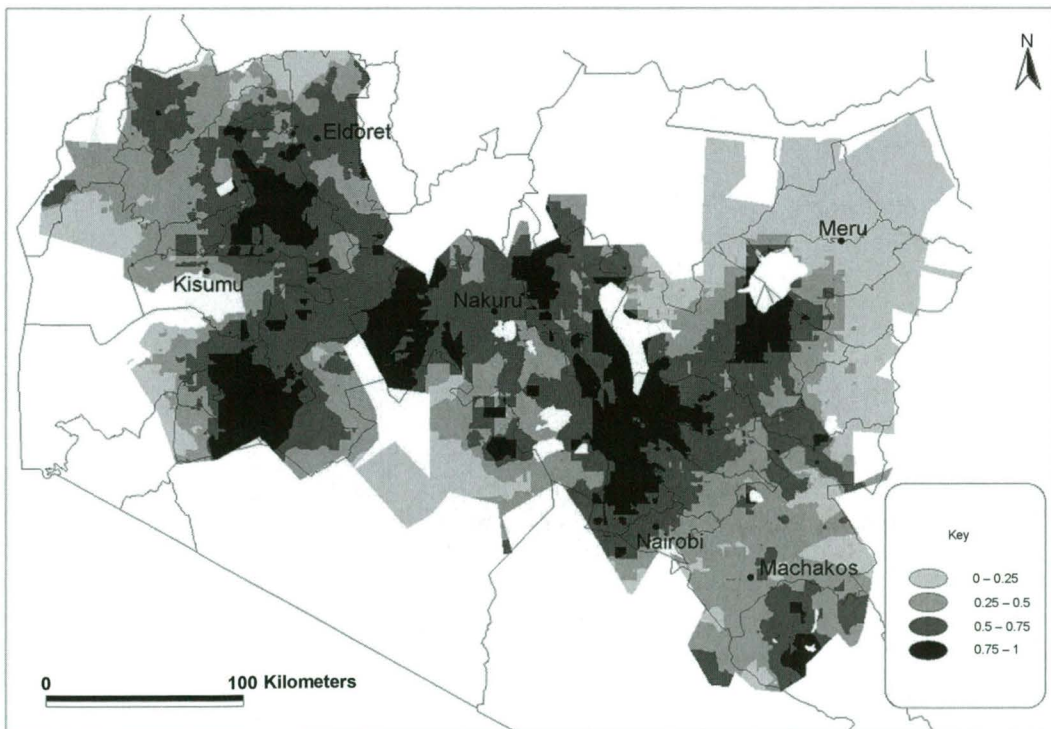 N
Eldoret
Meru
Kisumu
Nakuru
Nairobi
Machakos
Key
0 – 0.25
0.25 – 0.5
0.5 – 0.75
0.75 – 1
0 100 Kilometers